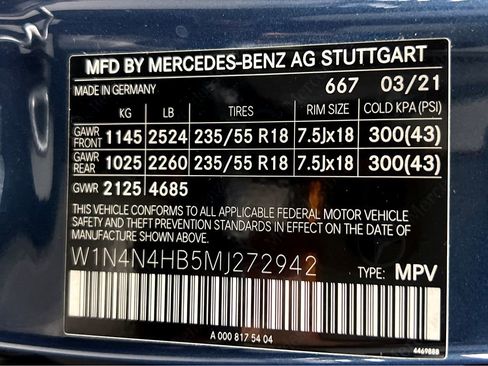 MFD BY MERCEDES-BENZ AG STUTTGART
MADE IN GERMANY 667 03/21
KG LB TIRES RIM SIZE COLD KPA (PSI)
GAWR FRONT 1145 2524 235/55 R18 7.5Jx18 300(43)
GAWR REAR 1025 2260 235/55 R18 7.5Jx18 300(43)
GVWR 2125 4685
THIS VEHICLE CONFORMS TO ALL APPLICABLE FEDERAL MOTOR VEHICLE
SAFETY AND THEFT PREVENTION STANDARDS IN EFFECT ON THE DATE
OF MANUFACTURE SHOWN ABOVE.
W1N4N4HB5MJ272942 TYPE: MPV
A 000 817 54 04
4469880